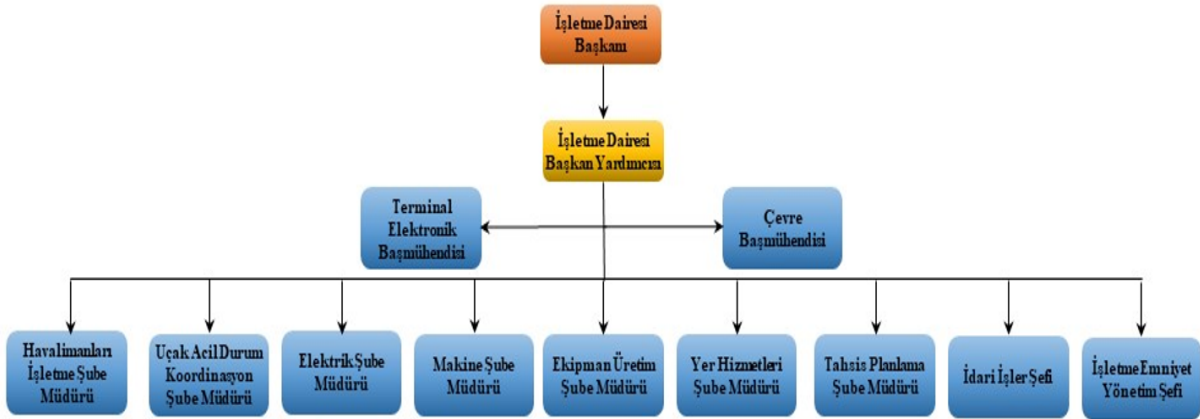 İşletme Dairesi
Başkanı
İşletme Dairesi
Başkan Yardımcısı
Terminal
Elektronik
Başmühendisi
Çevre
Başmühendisi
Havalimanları
İşletme Şube
Müdürü
Uçak Acil Durum
Koordinasyon
Şube Müdürü
Elektrik Şube
Müdürü
Makine Şube
Müdürü
Ekipman Üretim
Şube Müdürü
Yer Hizmetleri
Şube Müdürü
Tahsis Planlama
Şube Müdürü
İdari İşler Şefi
İşletme Emniyet
Yönetim Şefi